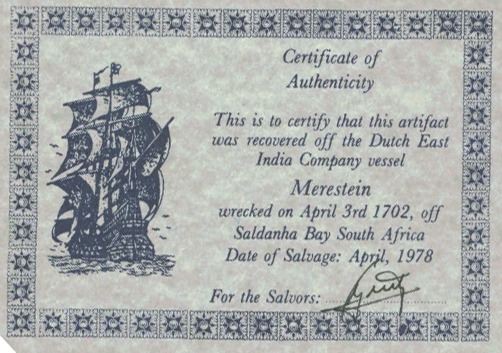 Certificate of
Authenticity
This is to certify that this artifact
was recovered off the Dutch East
India Company vessel
Merestein
wrecked on April 3rd 1702, off
Saldanha Bay South Africa
Date of Salvage: April, 1978
For the Salvors: